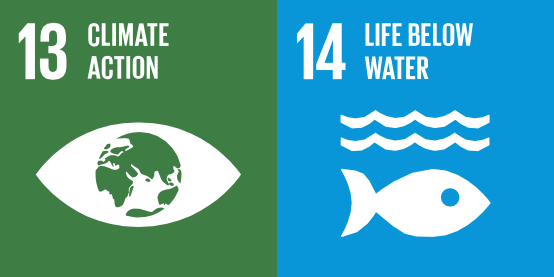 13 CLIMATE
ACTION
14 LIFE BELOW
WATER